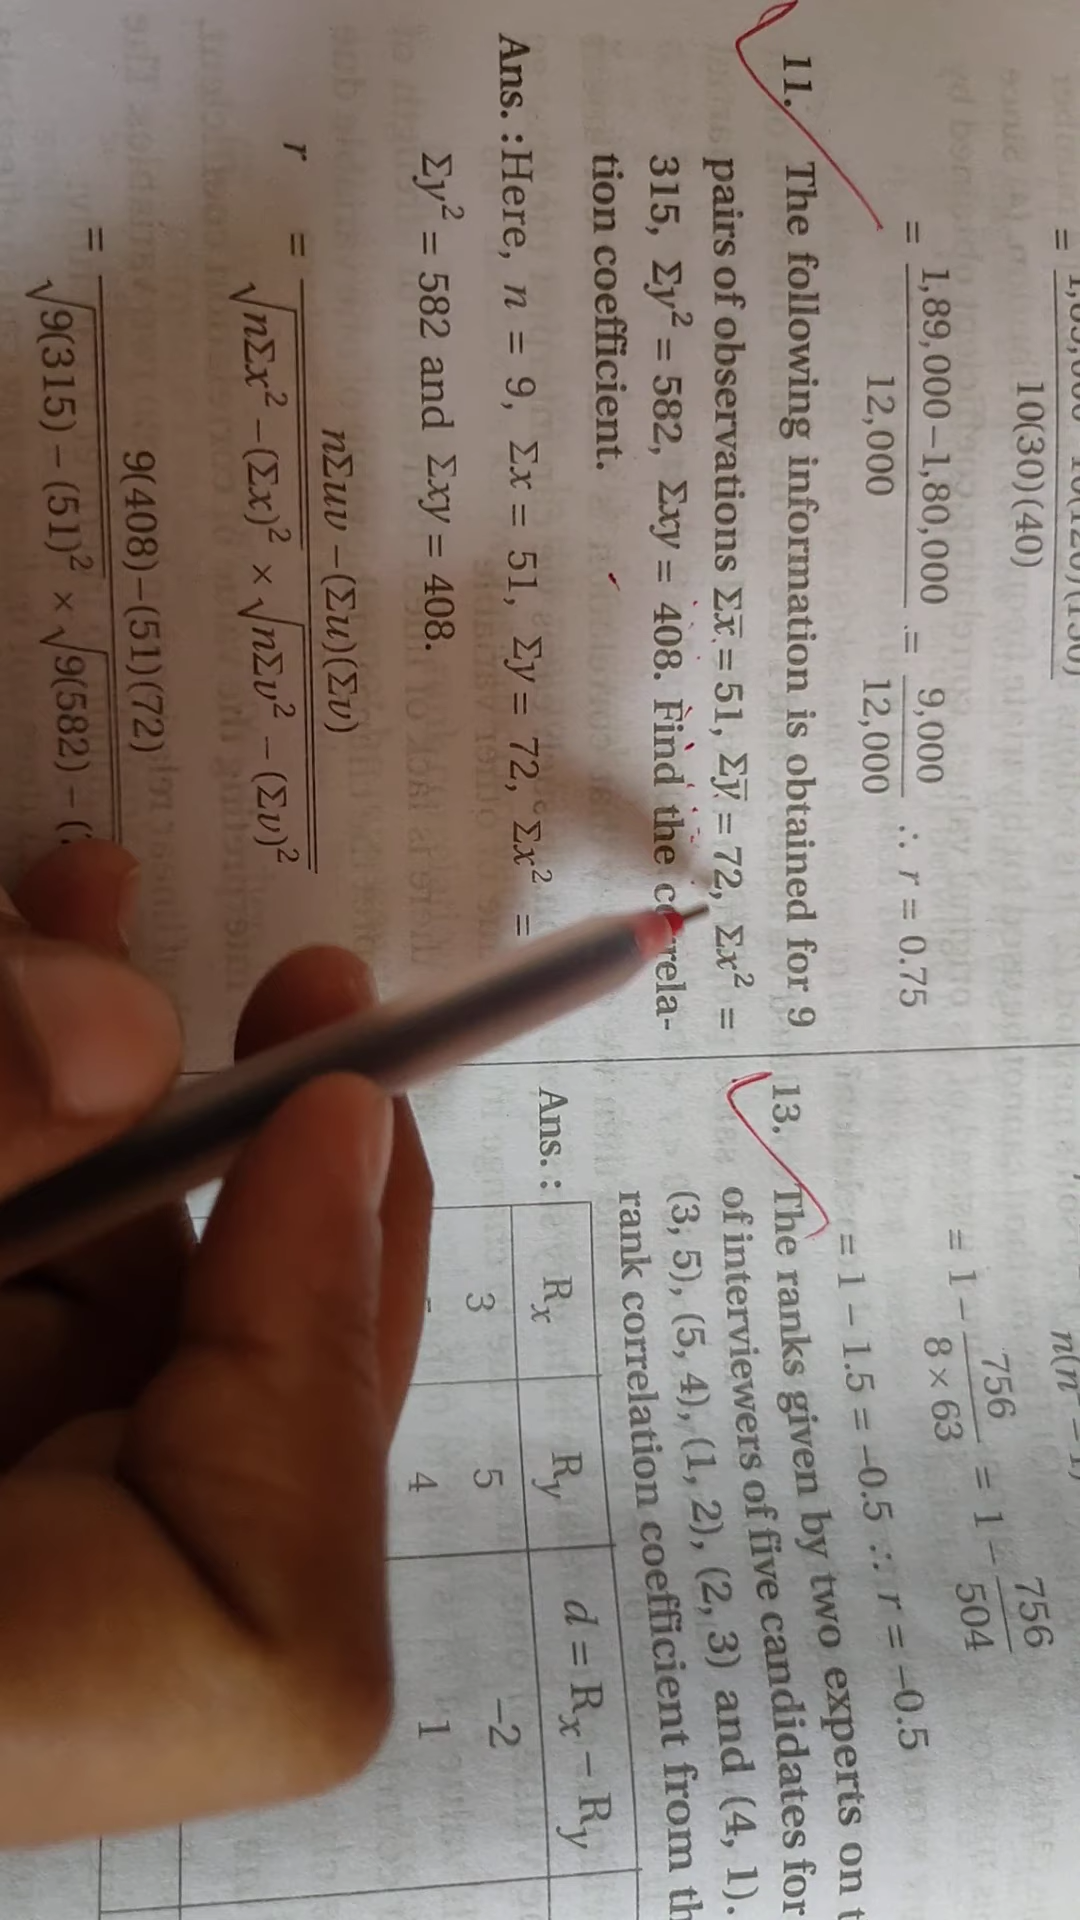 10(30)(40)
= 1,89,000–1,80,000 / 12,000 = 9,000 / 12,000 ∴ r = 0.75
11. The following information is obtained for 9
pairs of observations Σx̅ = 51, Σy̅ = 72, Σx² =
315, Σy² = 582, Σxy = 408. Find the
tion coefficient.
Ans. :Here, n = 9, Σx = 51, Σy = 72, Σx² =
Σy² = 582 and Σxy = 408.
r = nΣuv – (Σu)(Σv) / √nΣx² – (Σx)² × √nΣv² – (Σv)²
= 9(408)–(51)(72) / √9(315) – (51)² × √9(582) – (
= 1 – 756 / 8 × 63 = 1 – 756 / 504
= 1 – 1.5 = –0.5 ∴ r = –0.5
13. The ranks given by two experts on
of interviewers of five candidates for
(3, 5), (5, 4), (1, 2), (2, 3) and (4, 1).
rank correlation coefficient from
Ans. : Rx Ry d = Rx – Ry
3 5 –2
4 1